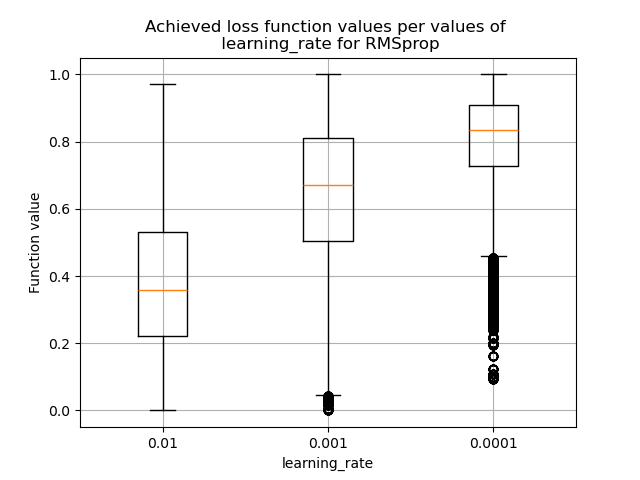 Achieved loss function values per values of
learning_rate for RMSprop
1.0
0.8
0.6
0.4
0.2
0.0
Function value
0.01 0.001 0.0001
learning_rate